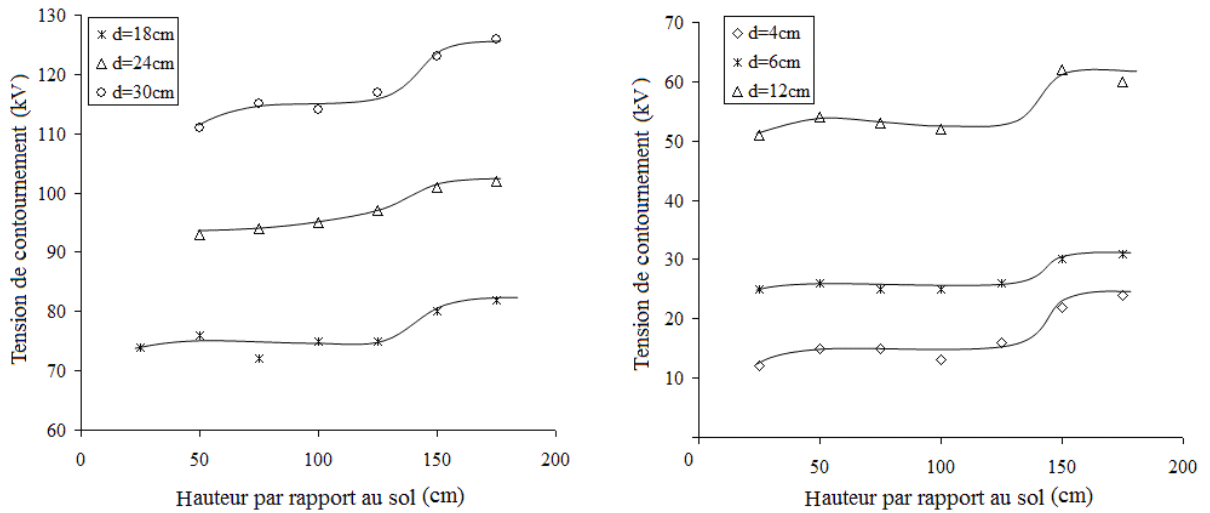 Tension de contournement (kV)
130
120
110
100
90
80
70
60
0
50
100
150
200
Hauteur par rapport au sol (cm)
d=18cm
d=24cm
d=30cm
Tension de contournement (kV)
70
60
50
40
30
20
10
0
50
100
150
200
Hauteur par rapport au sol (cm)
d=4cm
d=6cm
d=12cm